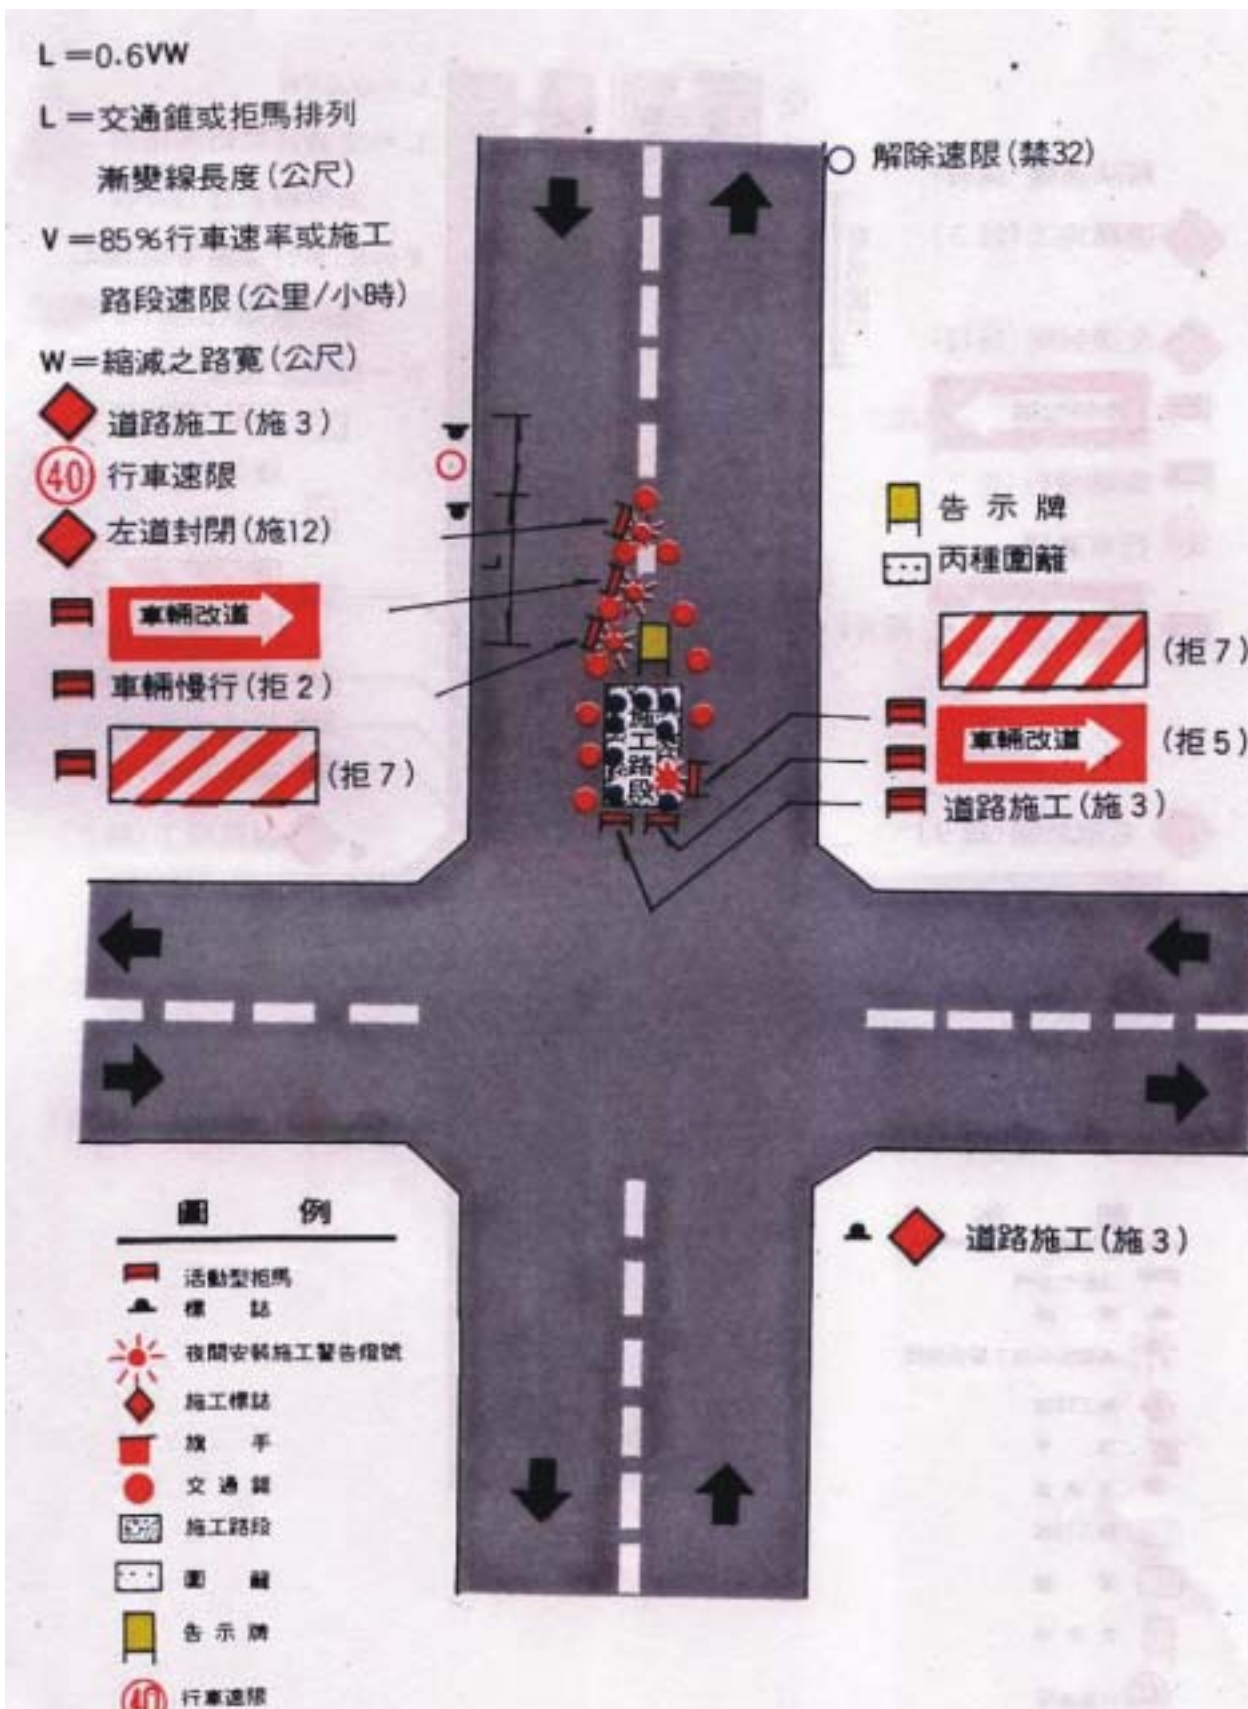 L＝0.6VW
L＝交通錐或拒馬排列
漸變線長度(公尺)
V＝85%行車速率或施工
路段速限(公里/小時)
W＝縮減之路寬(公尺)
道路施工(施3)
40 行車速限
左道封閉(施12)
車輛改道
車輛慢行(拒2)
(拒7)
解除速限(禁32)
L
告示牌
丙種圍籬
(拒7)
車輛改道 (拒5)
道路施工(施3)
施工路段
道路施工(施3)
圖例
活動型拒馬
標誌
夜間安裝施工警告燈號
施工標誌
旗手
交通錐
施工路段
圍籬
告示牌
40 行車速限